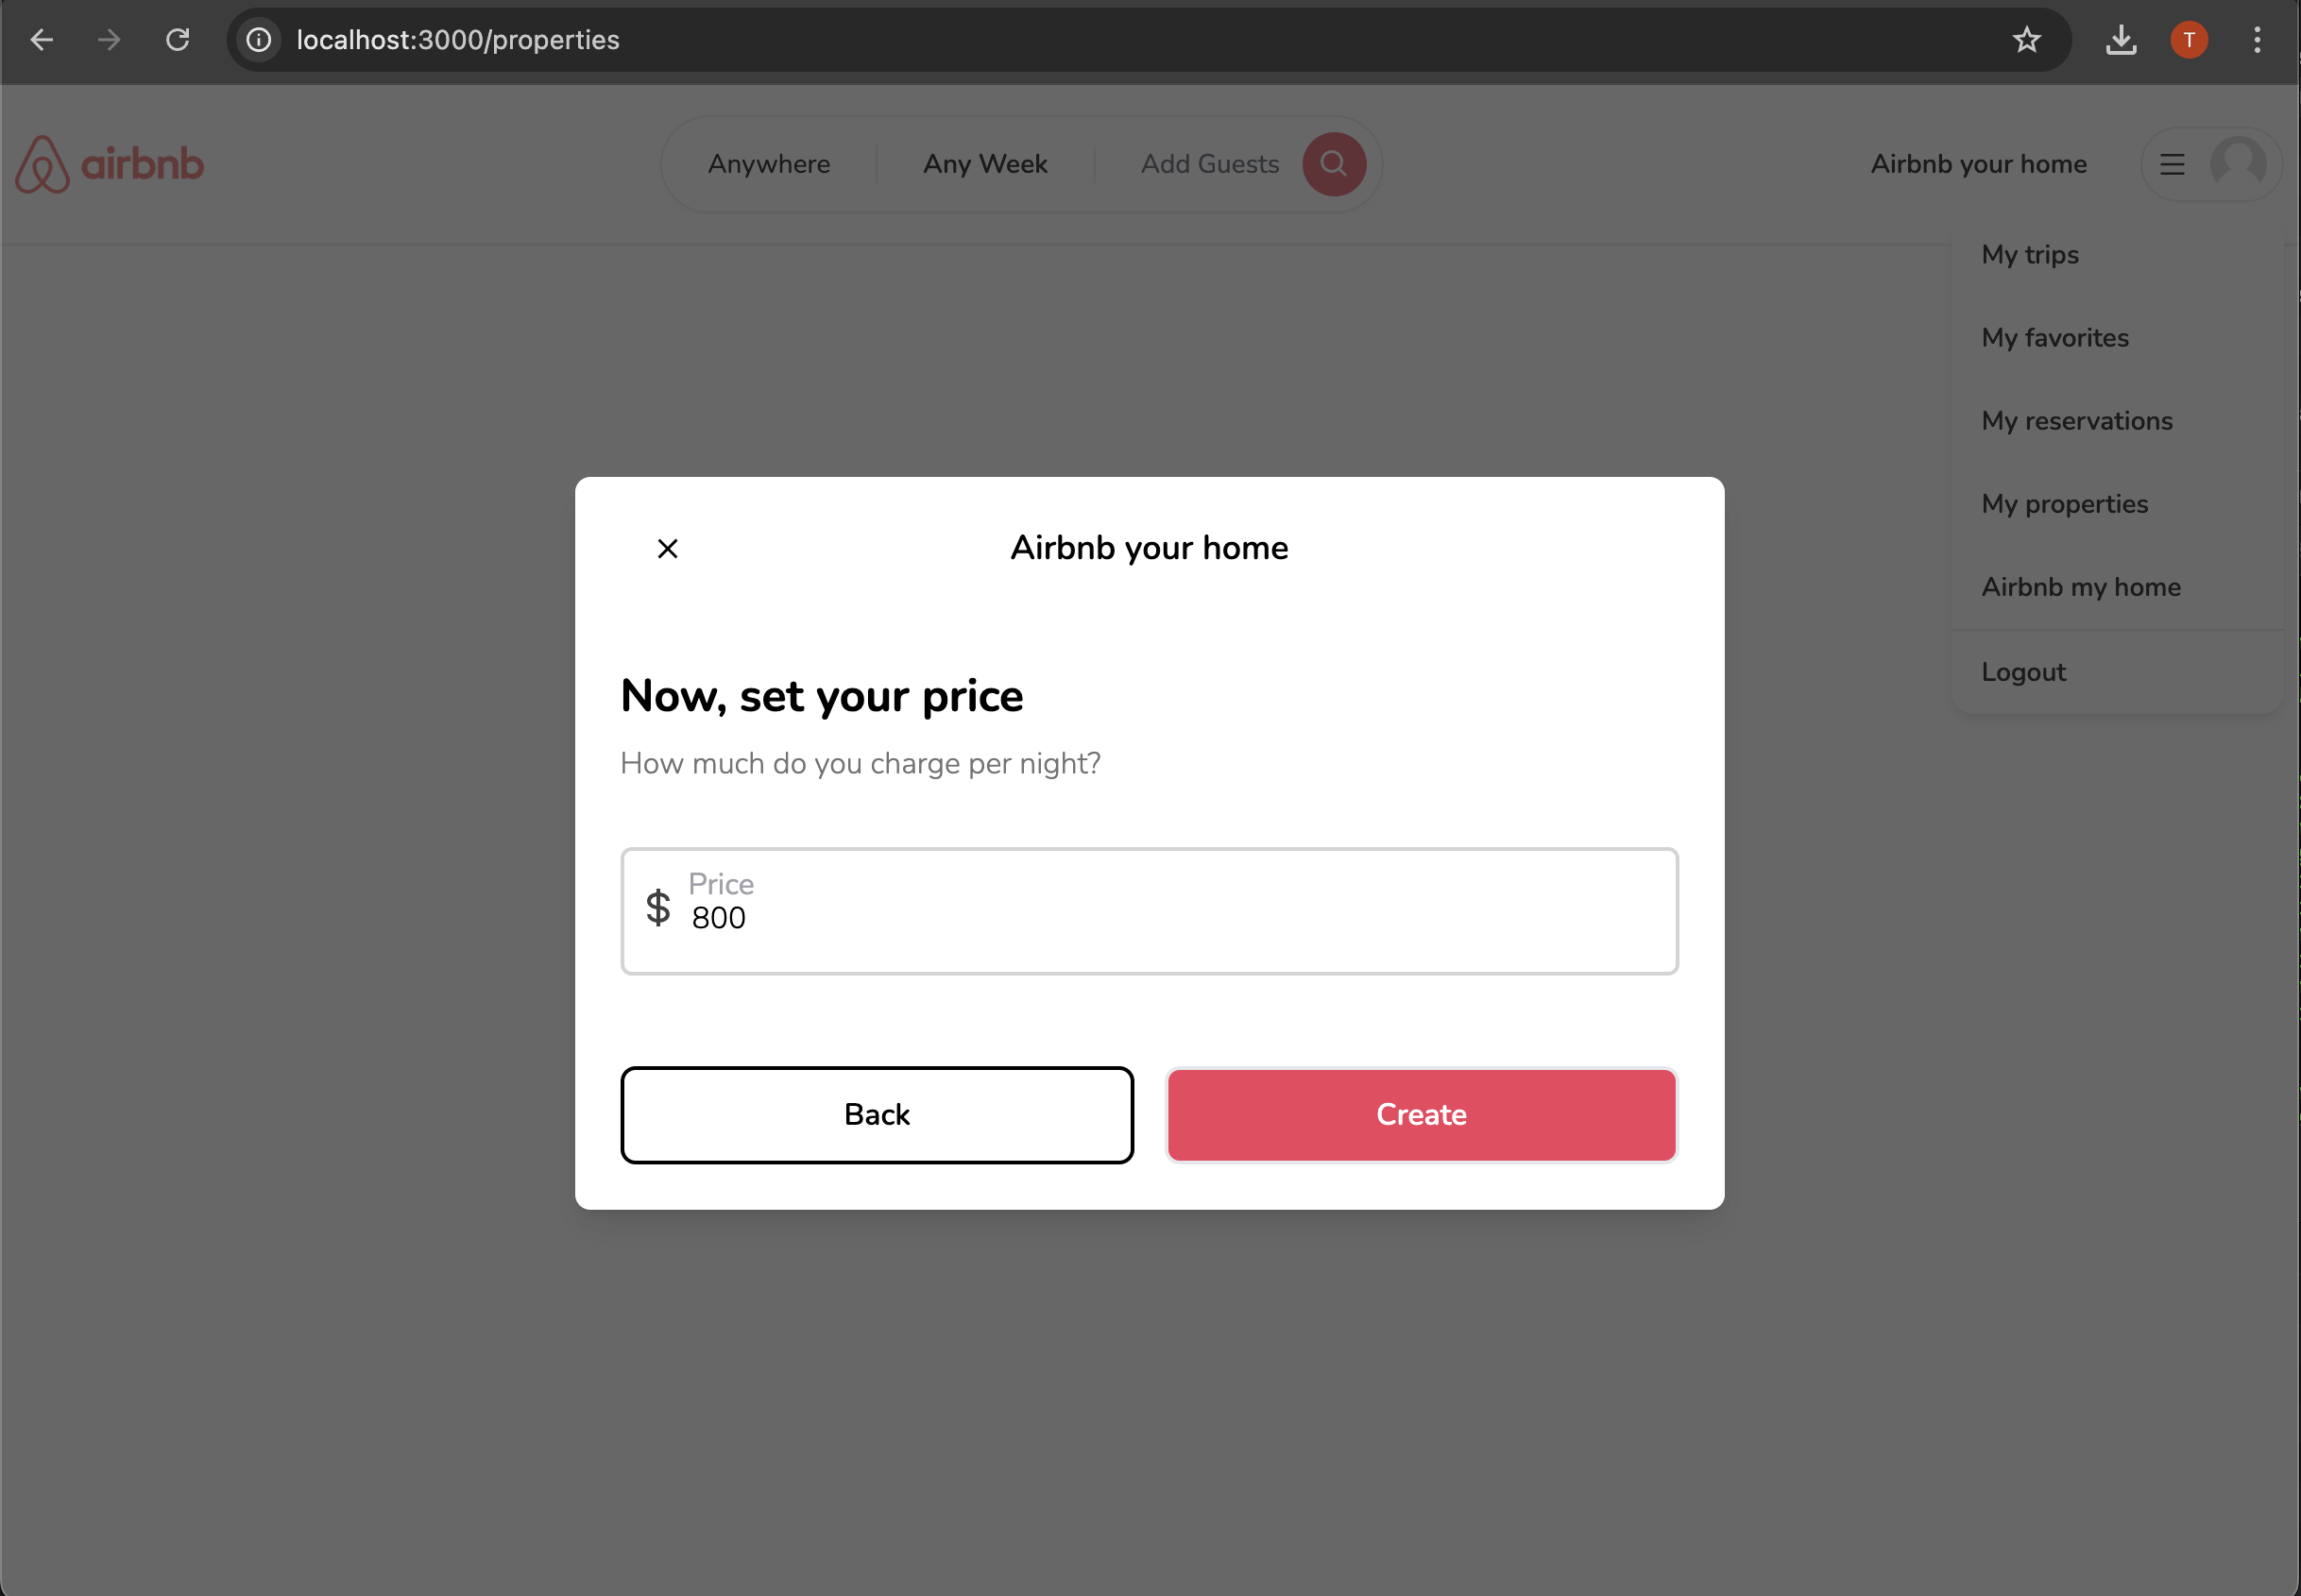 localhost:3000/properties
T
airbnb
Anywhere
Any Week
Add Guests
Airbnb your home
My trips
My favorites
My reservations
My properties
Airbnb my home
Logout
Airbnb your home
Now, set your price
How much do you charge per night?
$
Price
800
Back
Create